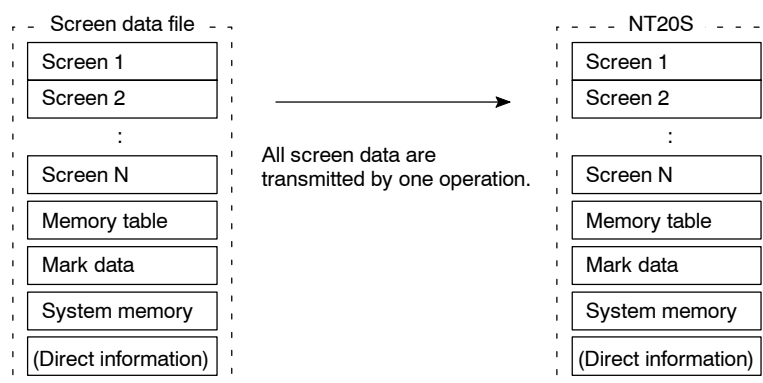 Screen data file
Screen 1
Screen 2
:
Screen N
Memory table
Mark data
System memory
(Direct information)
All screen data are
transmitted by one operation.
NT20S
Screen 1
Screen 2
:
Screen N
Memory table
Mark data
System memory
(Direct information)